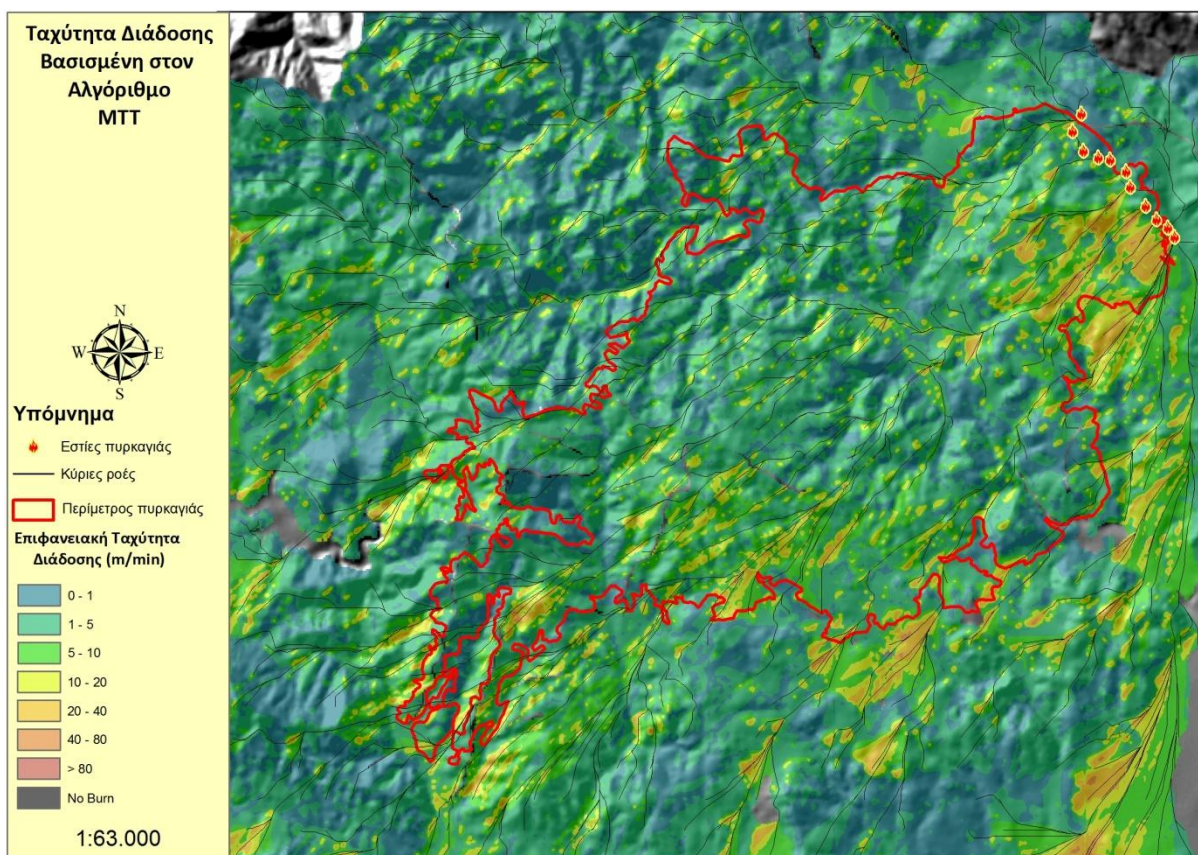 Ταχύτητα Διάδοσης
Βασισμένη στον
Αλγόριθμο
MTT
N
W E
S
Υπόμνημα
Εστίες πυρκαγιάς
Κύριες ροές
Περίμετρος πυρκαγιάς
Επιφανειακή Ταχύτητα
Διάδοσης (m/min)
0 - 1
1 - 5
5 - 10
10 - 20
20 - 40
40 - 80
> 80
No Burn
1:63.000